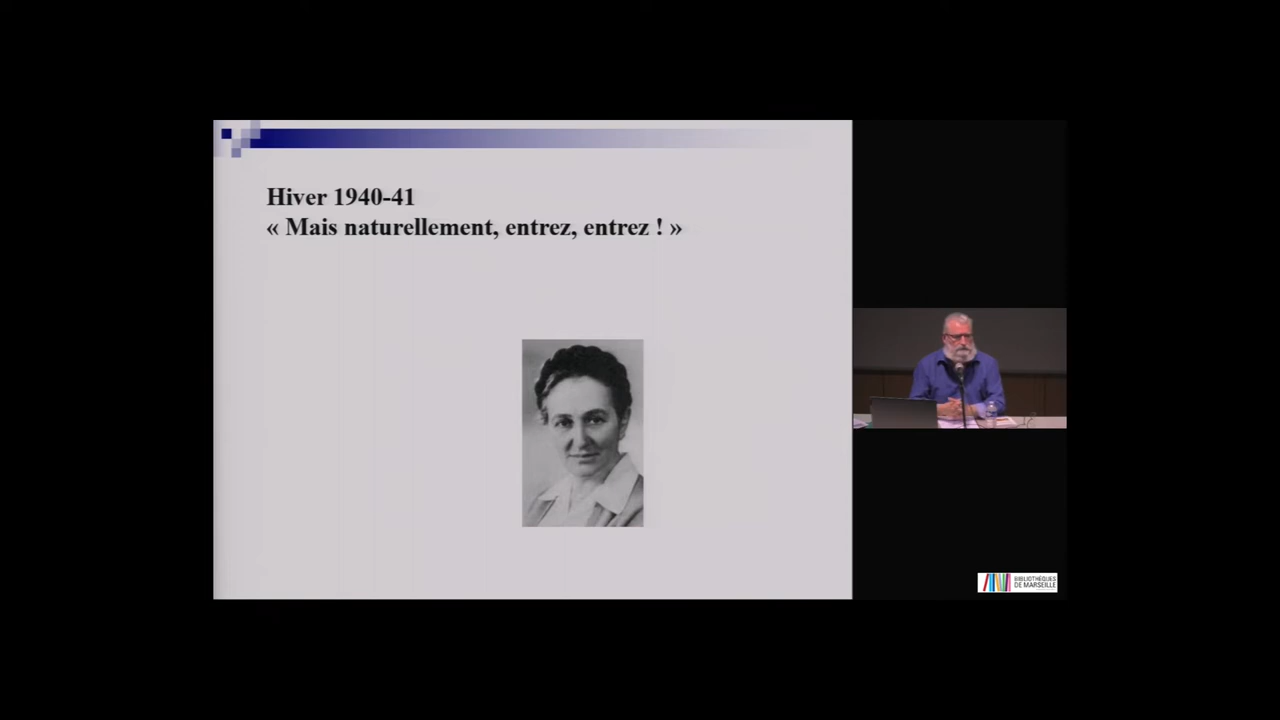 Hiver 1940-41
« Mais naturellement, entrez, entrez ! »
BIBLIOTHÈQUES
DE MARSEILLE